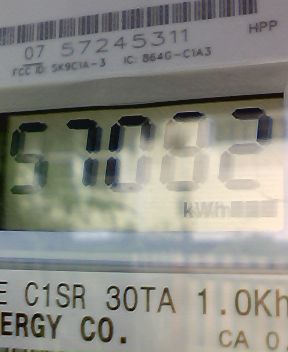 HPP
07 57245311
FCC ID: SK9C1A-3 IC: 864G-C1A3
57082
kWh
E C1SR 30TA 1.0Kh
ERGY CO.
CA 0.